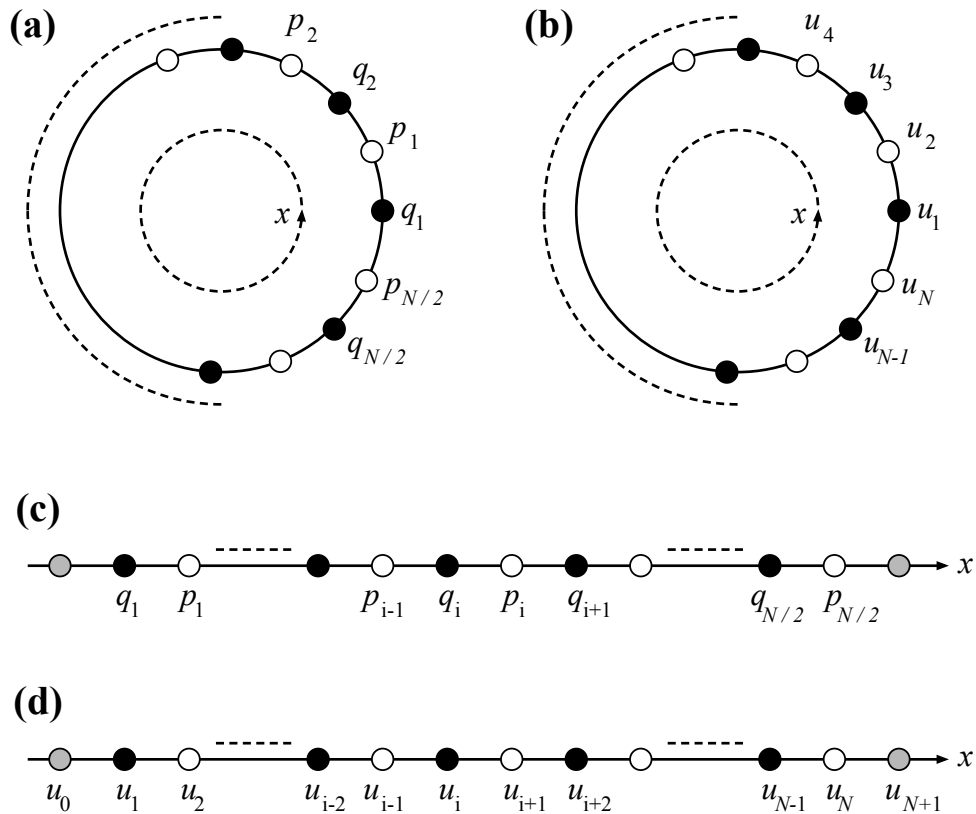 (a) p2 (b) u4
q2 u3
p1 u2
x q1 x u1
pN/2 uN
qN/2 uN-1
(c)
x
q1 p1 pi-1 qi pi qi+1 qN/2 pN/2
(d)
x
u0 u1 u2 ui-2 ui-1 ui ui+1 ui+2 uN-1 uN uN+1